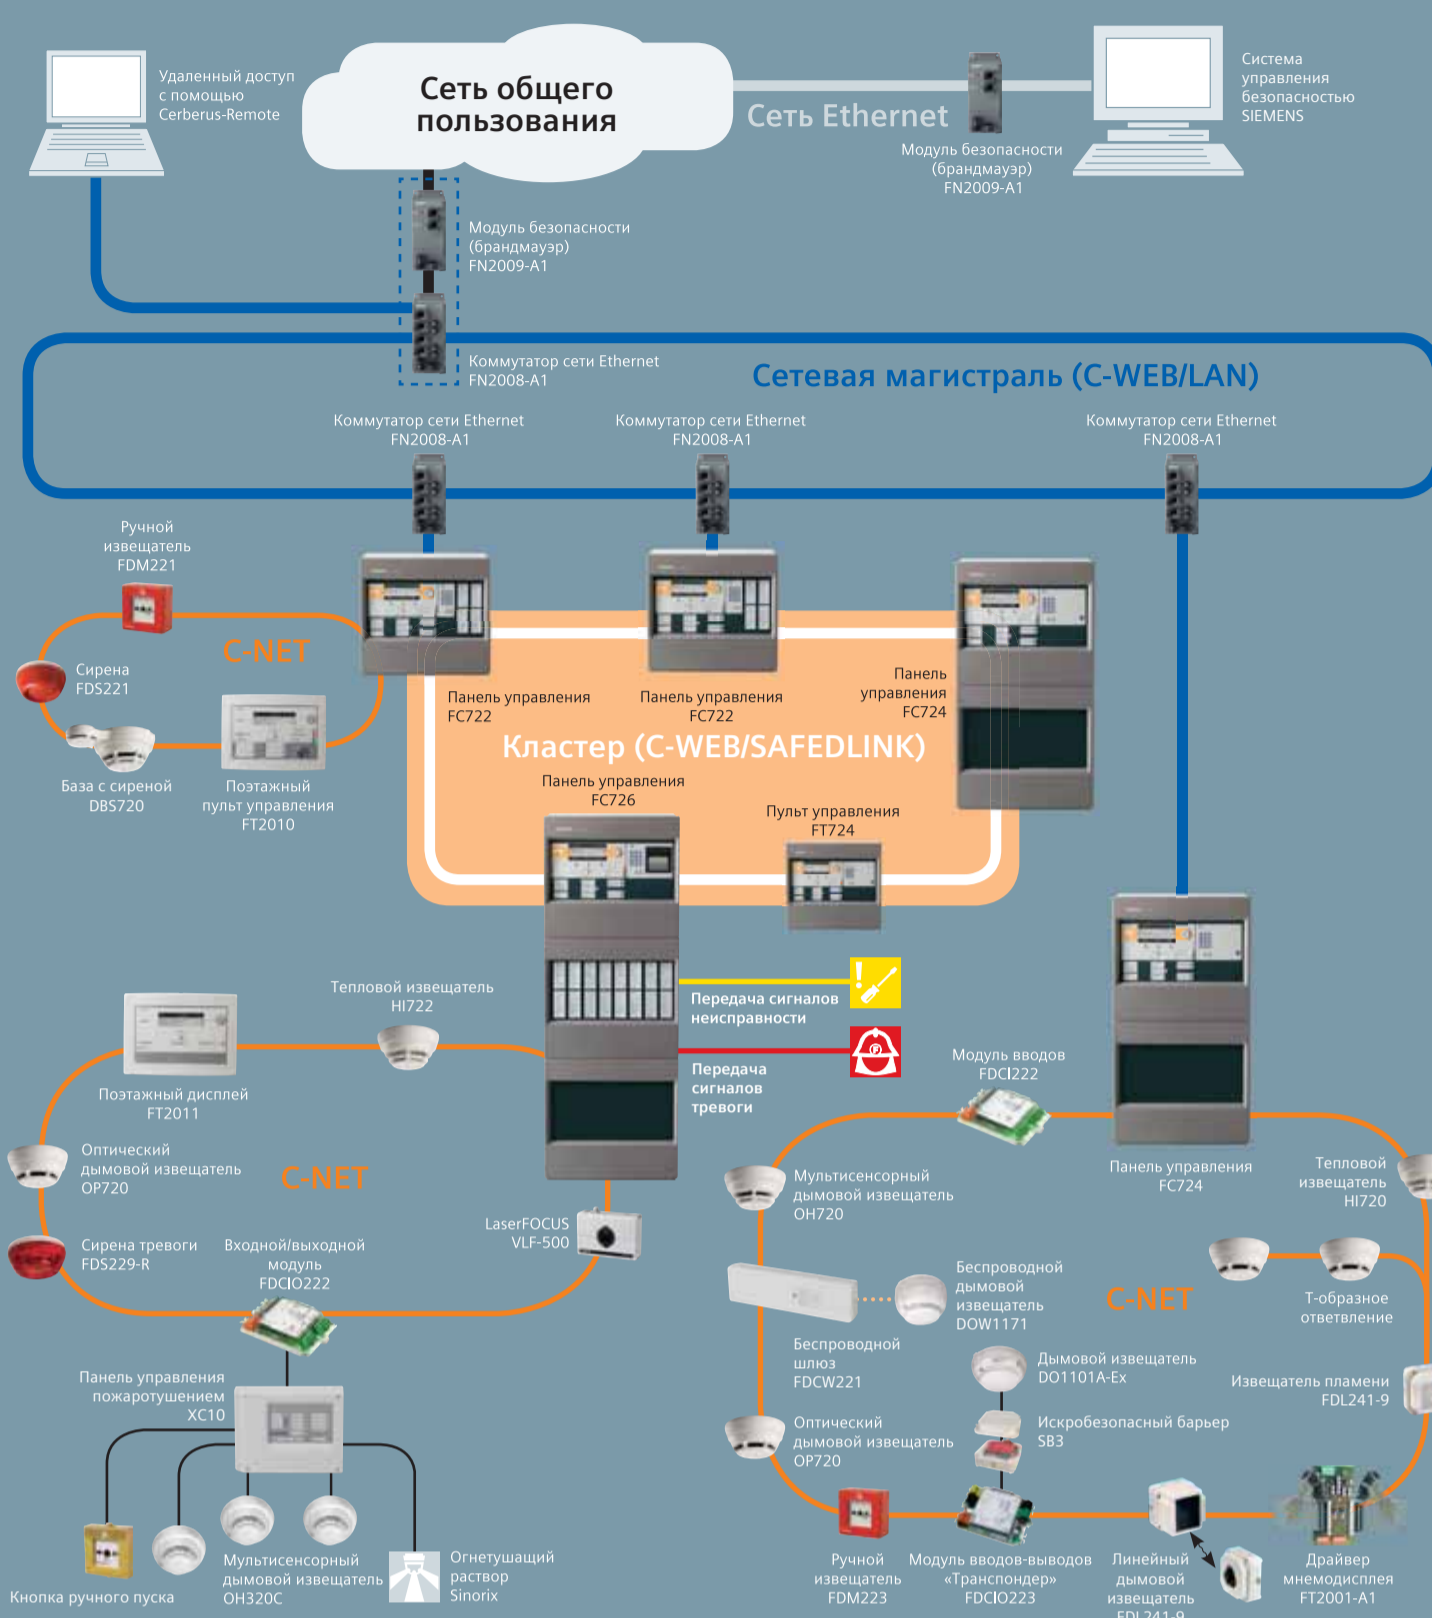 Удаленный доступ
с помощью
Cerberus-Remote
Сеть общего
пользования
Сеть Ethernet
Модуль безопасности
(брандмауэр)
FN2009-A1
Система
управления
безопасностью
SIEMENS
Модуль безопасности
(брандмауэр)
FN2009-A1
Коммутатор сети Ethernet
FN2008-A1
Сетевая магистраль (C-WEB/LAN)
Коммутатор сети Ethernet
FN2008-A1
Коммутатор сети Ethernet
FN2008-A1
Коммутатор сети Ethernet
FN2008-A1
Ручной
извещатель
FDM221
C-NET
Сирена
FDS221
База с сиреной
DBS720
Поэтажный
пульт управления
FT2010
Панель управления
FC722
Панель управления
FC722
Панель
управления
FC724
Кластер (C-WEB/SAFEDLINK)
Панель управления
FC726
Пульт управления
FT724
Передача сигналов
неисправности
Передача
сигналов
тревоги
Тепловой извещатель
HI722
Поэтажный дисплей
FT2011
Оптический
дымовой извещатель
OP720
C-NET
Сирена тревоги
FDS229-R
Входной/выходной
модуль
FDCIO222
LaserFOCUS
VLF-500
Панель управления
пожаротушением
XC10
Кнопка ручного пуска
Мультисенсорный
дымовой извещатель
OH320C
Огнетушащий
раствор
Sinorix
Модуль вводов
FDCI222
Панель управления
FC724
Тепловой
извещатель
HI720
Мультисенсорный
дымовой извещатель
OH720
Беспроводной
дымовой
извещатель
DOW1171
C-NET
Т-образное
ответвление
Беспроводной
шлюз
FDCW221
Дымовой извещатель
DO1101A-Ex
Извещатель пламени
FDL241-9
Искробезопасный барьер
SB3
Оптический
дымовой извещатель
OP720
Ручной
извещатель
FDM223
Модуль вводов-выводов
«Транспондер»
FDCIO223
Линейный
дымовой
извещатель
FDL241-9
Драйвер
мнемодисплея
FT2001-A1